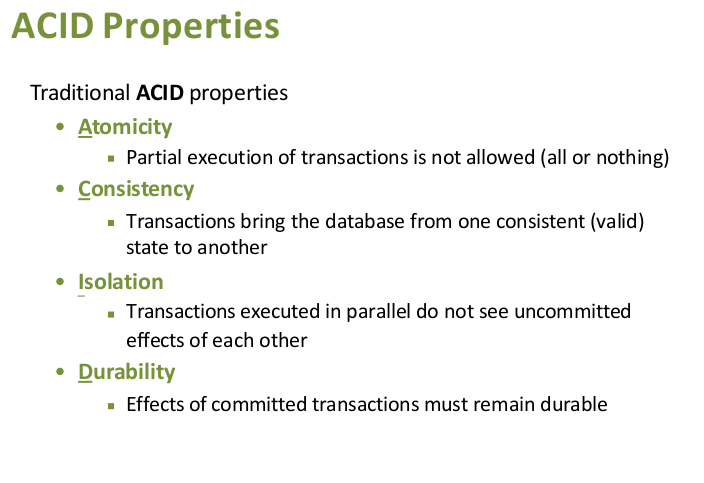 ACID Properties
Traditional ACID properties
• Atomicity
▪ Partial execution of transactions is not allowed (all or nothing)
• Consistency
▪ Transactions bring the database from one consistent (valid)
state to another
• Isolation
▪ Transactions executed in parallel do not see uncommitted
effects of each other
• Durability
▪ Effects of committed transactions must remain durable